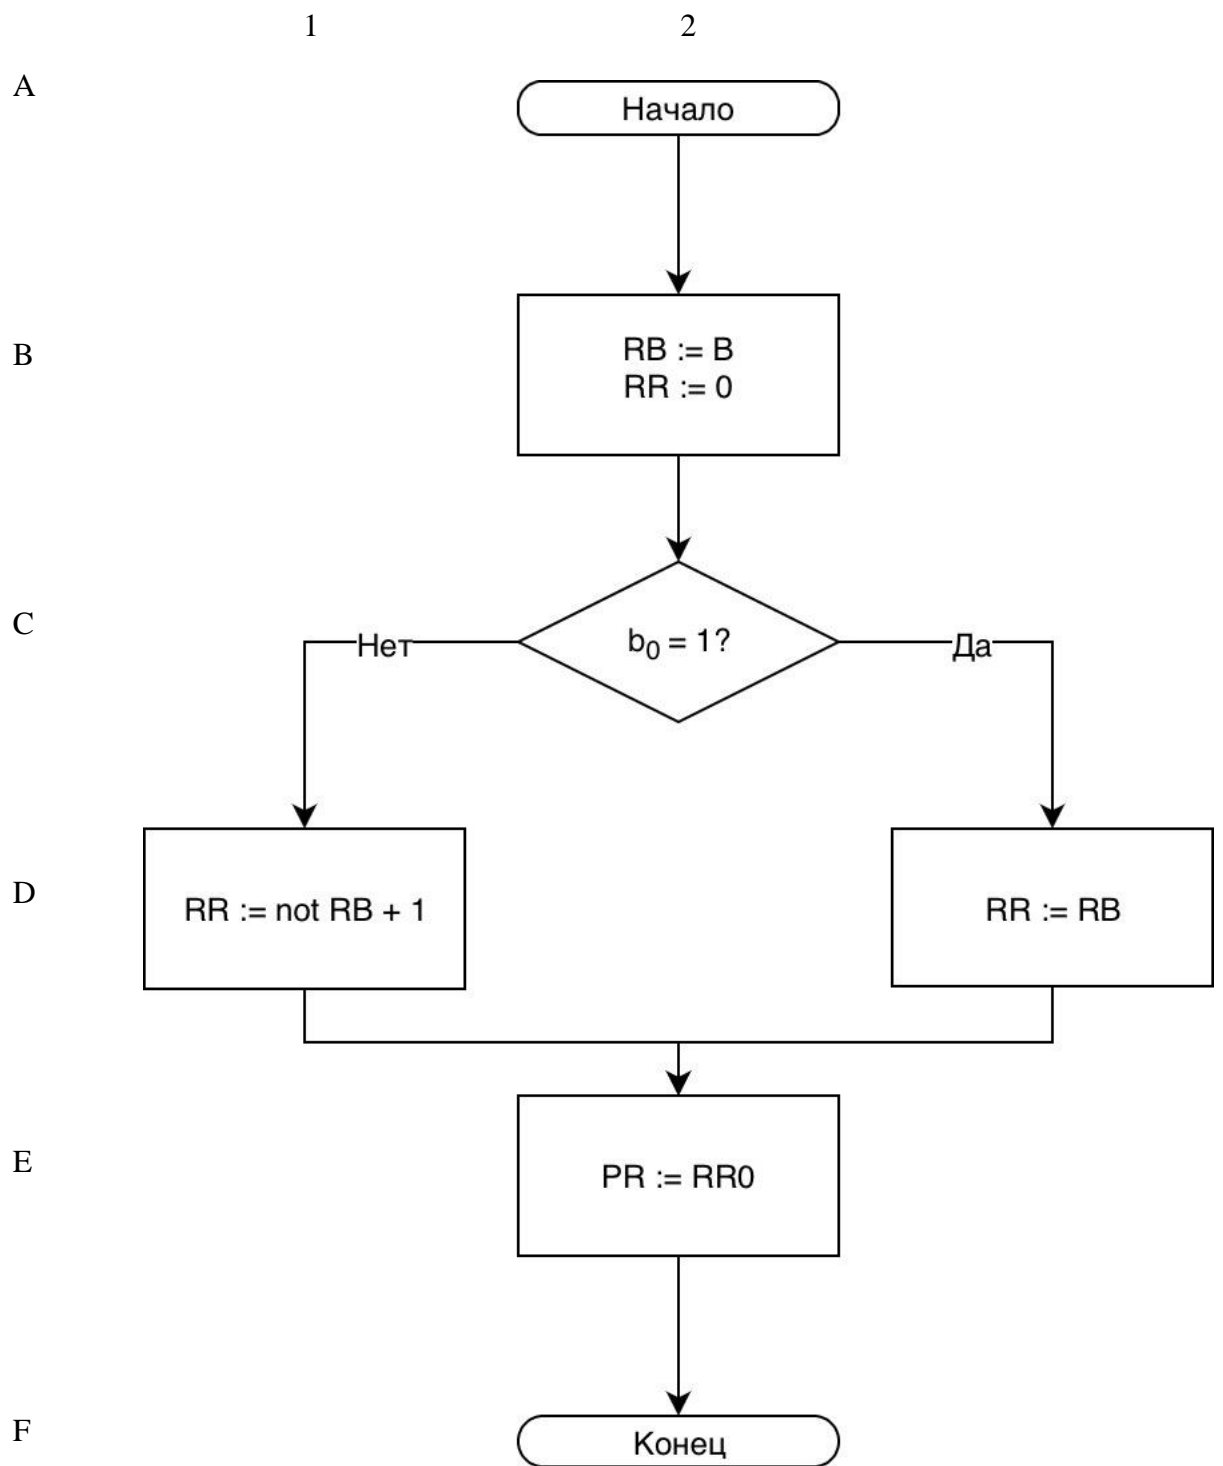 1 2
A
Начало
B
RB := B
RR := 0
C
Нет
b₀ = 1?
Да
D
RR := not RB + 1
RR := RB
E
PR := RR0
F
Конец